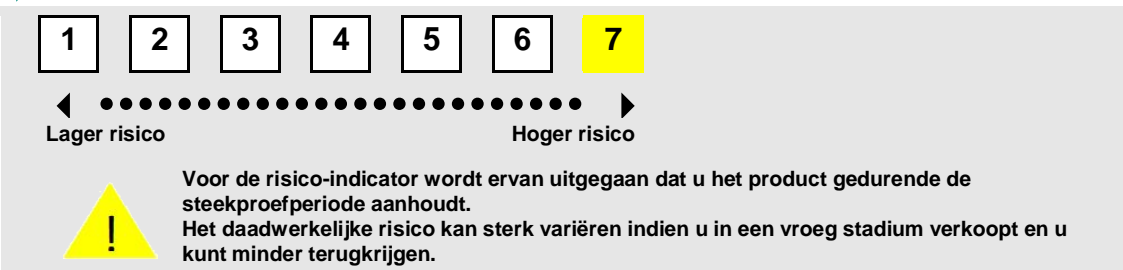 1 2 3 4 5 6 7
Lager risico Hoger risico
!
Voor de risico-indicator wordt ervan uitgegaan dat u het product gedurende de
steekproefperiode aanhoudt.
Het daadwerkelijke risico kan sterk variëren indien u in een vroeg stadium verkoopt en u
kunt minder terugkrijgen.